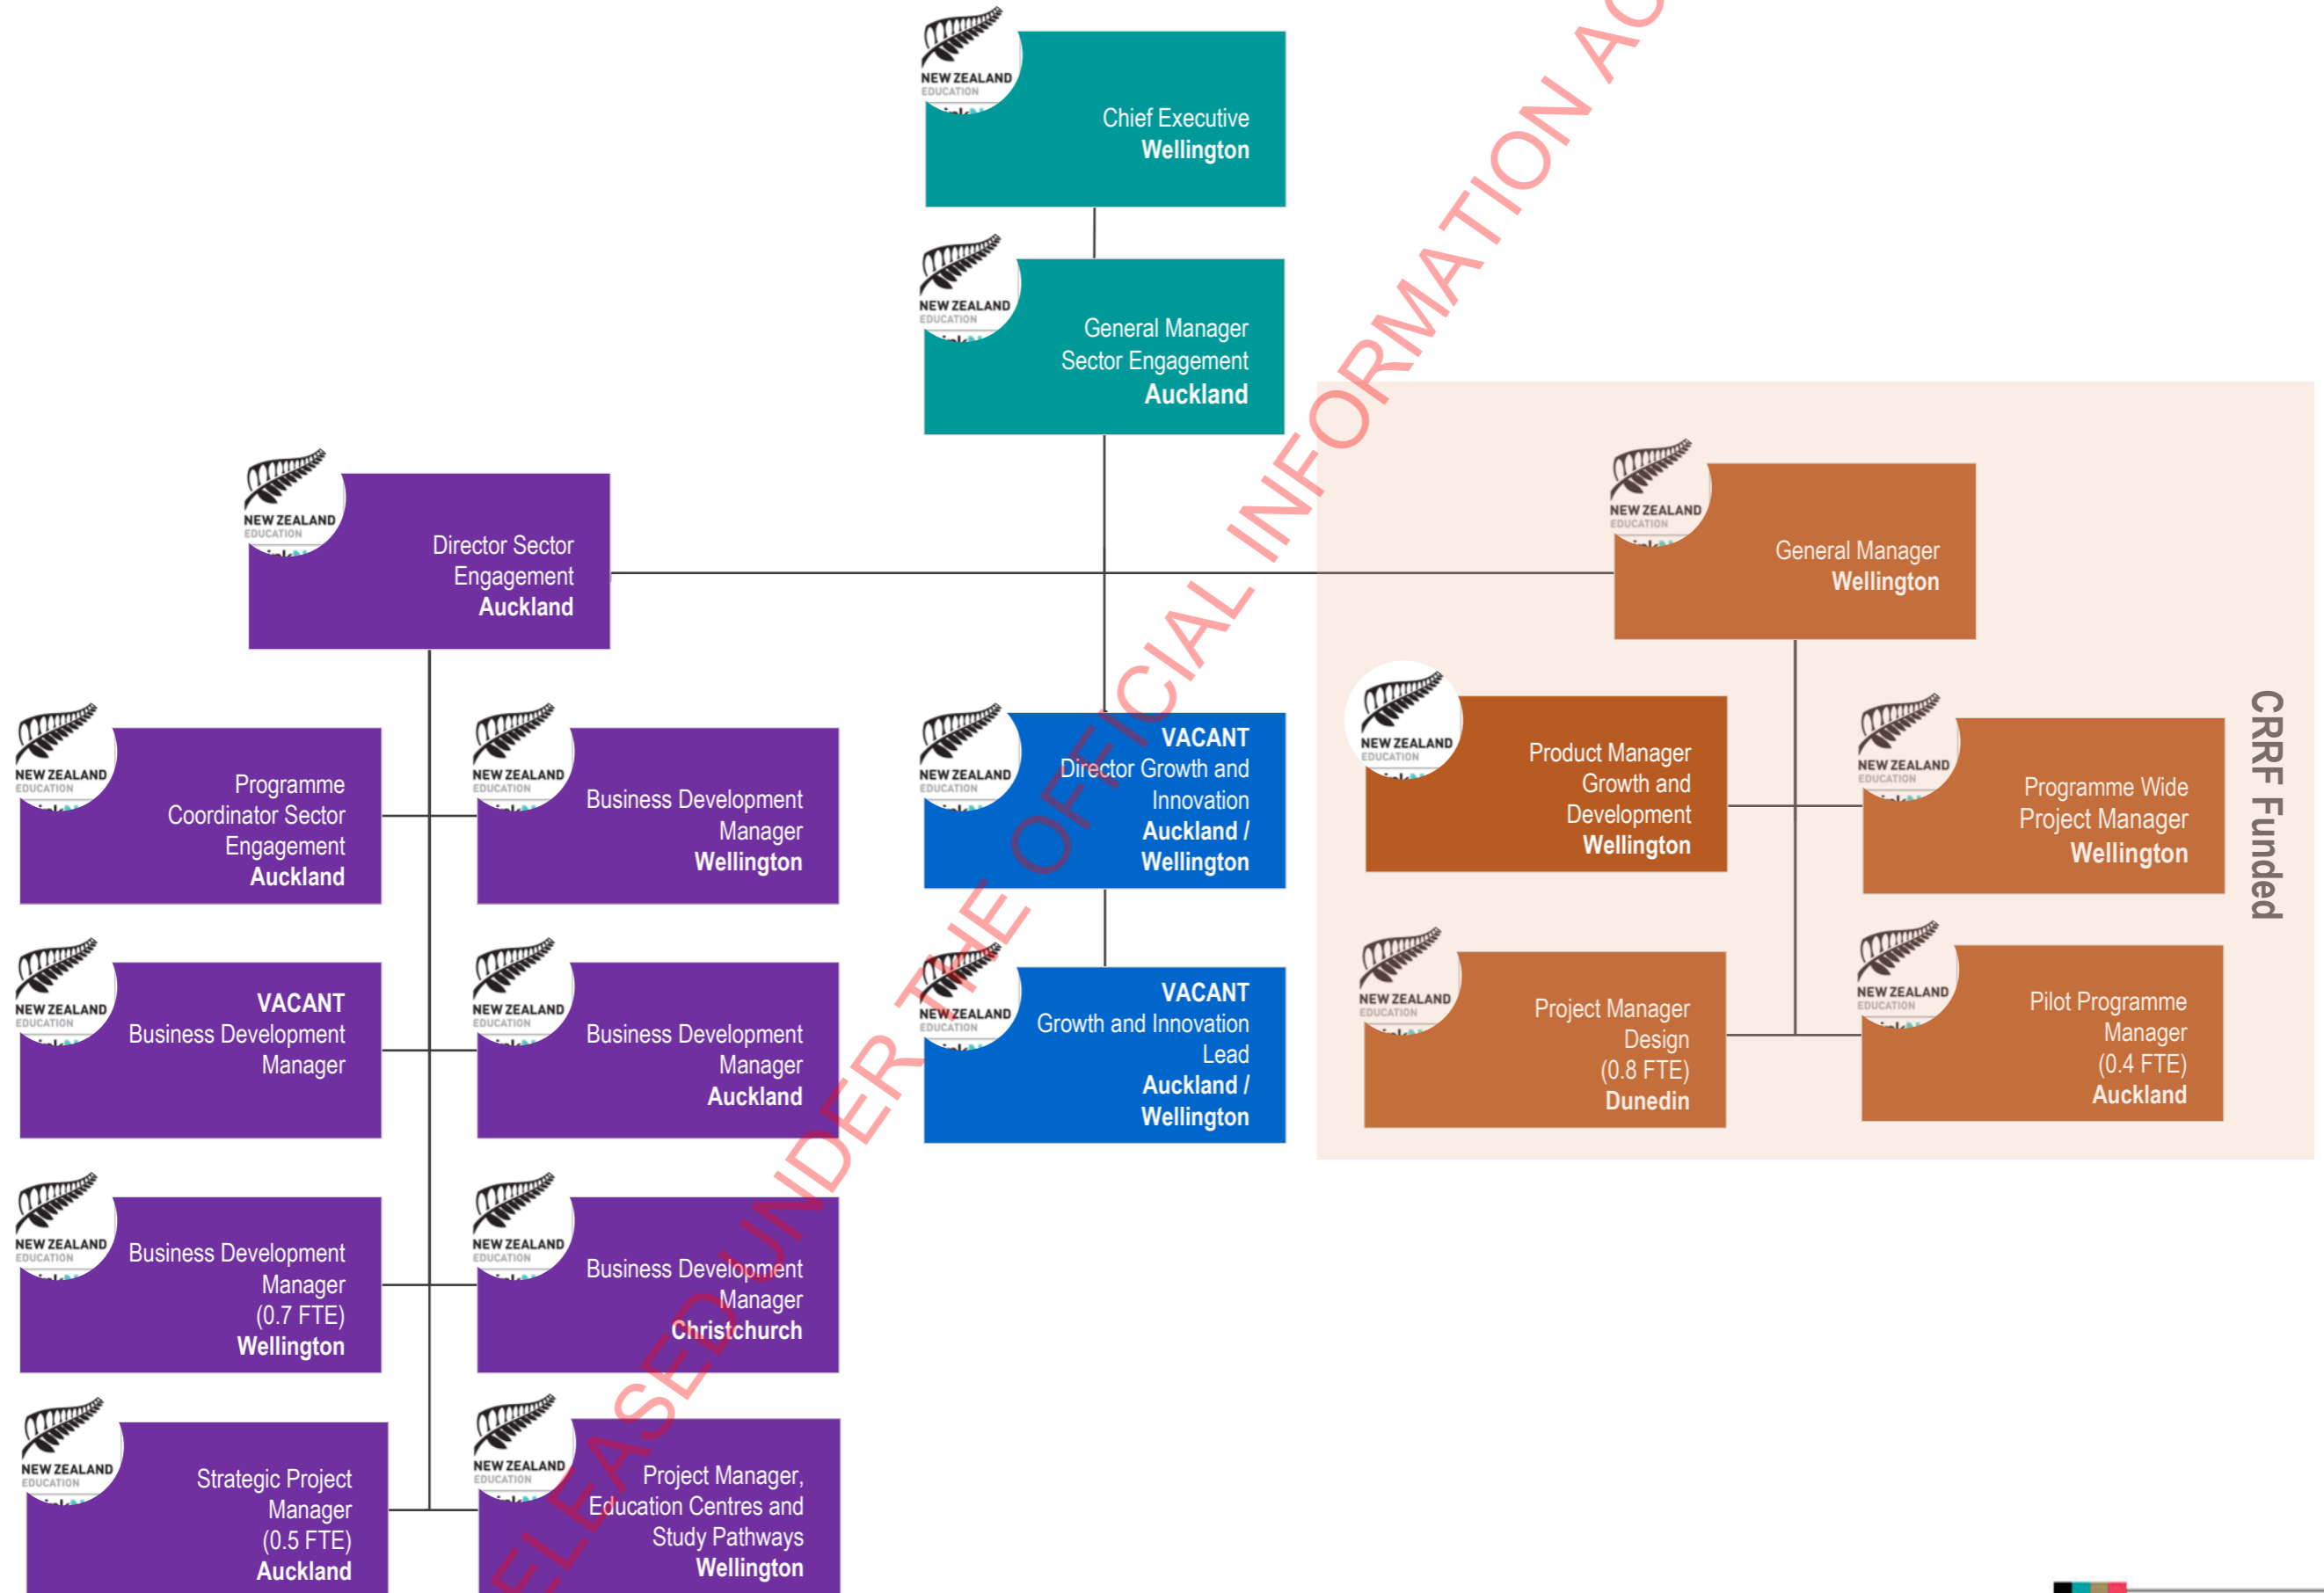 NEW ZEALAND
EDUCATION
Chief Executive
Wellington
NEW ZEALAND
EDUCATION
General Manager
Sector Engagement
Auckland
NEW ZEALAND
EDUCATION
Director Sector
Engagement
Auckland
NEW ZEALAND
EDUCATION
General Manager
Wellington
CRRF Funded
NEW ZEALAND
EDUCATION
Programme
Coordinator Sector
Engagement
Auckland
NEW ZEALAND
EDUCATION
Business Development
Manager
Wellington
NEW ZEALAND
EDUCATION
VACANT
Director Growth and
Innovation
Auckland /
Wellington
NEW ZEALAND
EDUCATION
Product Manager
Growth and
Development
Wellington
NEW ZEALAND
EDUCATION
Programme Wide
Project Manager
Wellington
NEW ZEALAND
EDUCATION
VACANT
Business Development
Manager
NEW ZEALAND
EDUCATION
Business Development
Manager
Auckland
NEW ZEALAND
EDUCATION
VACANT
Growth and Innovation
Lead
Auckland /
Wellington
NEW ZEALAND
EDUCATION
Project Manager
Design
(0.8 FTE)
Dunedin
NEW ZEALAND
EDUCATION
Pilot Programme
Manager
(0.4 FTE)
Auckland
NEW ZEALAND
EDUCATION
Business Development
Manager
(0.7 FTE)
Wellington
NEW ZEALAND
EDUCATION
Business Development
Manager
Christchurch
NEW ZEALAND
EDUCATION
Strategic Project
Manager
(0.5 FTE)
Auckland
NEW ZEALAND
EDUCATION
Project Manager,
Education Centres and
Study Pathways
Wellington
UNDER THE OFFICIAL INFORMATION